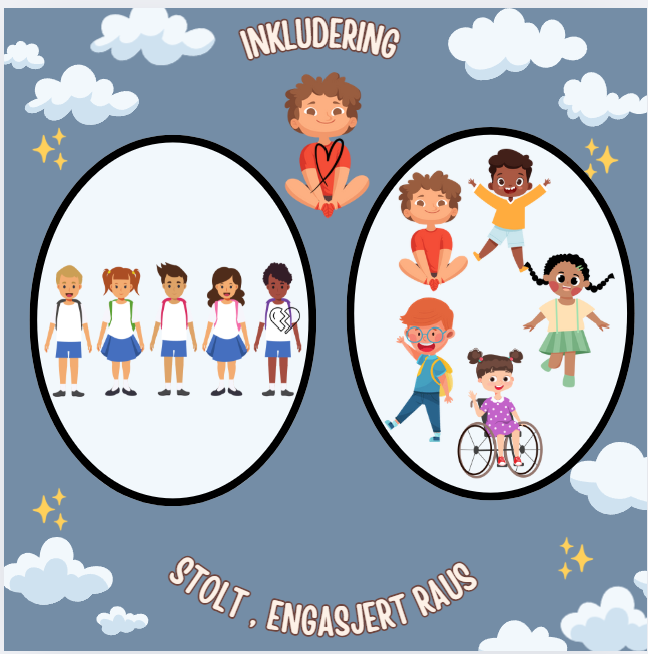 INKLUDERING
STOLT , ENGASJERT RAUS